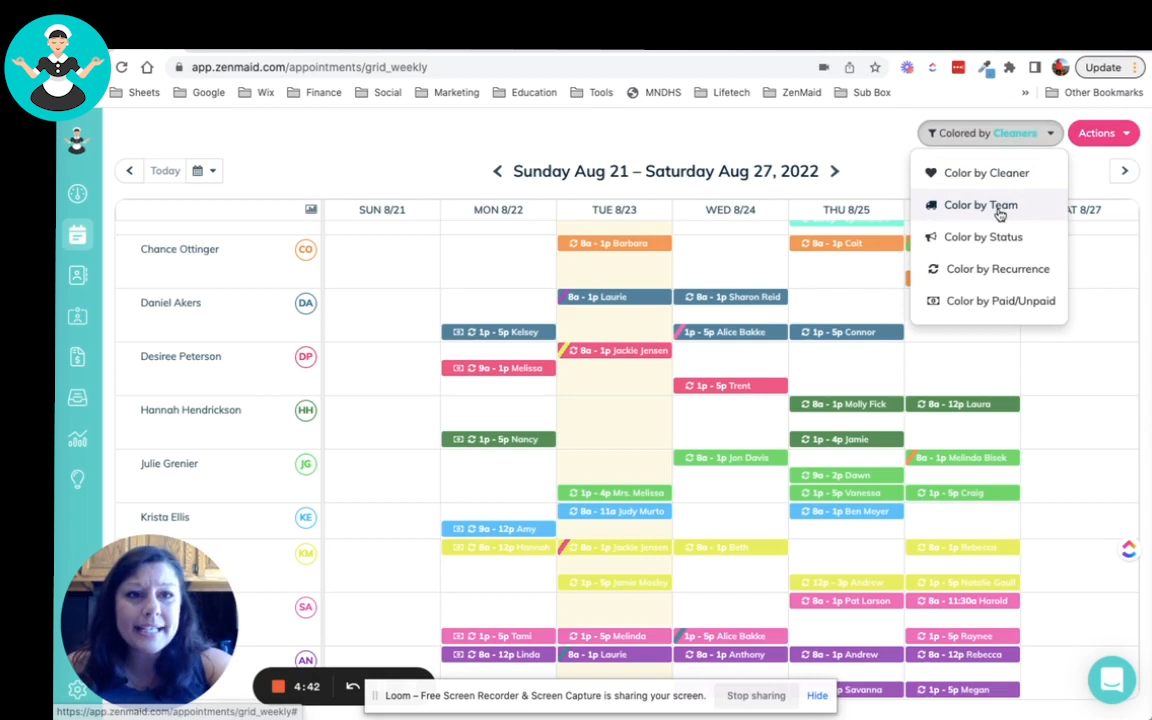 app.zenmaid.com/appointments/grid_weekly
Update
Sheets Google Wix Finance Social Marketing Education Tools MNDHS Lifetech ZenMaid Sub Box » Other Bookmarks
Colored by Cleaners
Actions
Today
Sunday Aug 21 – Saturday Aug 27, 2022
Color by Cleaner
Color by Team
Color by Status
Color by Recurrence
Color by Paid/Unpaid
SUN 8/21 MON 8/22 TUE 8/23 WED 8/24 THU 8/25 AT 8/27
Chance Ottinger CO 8a - 1p Barbara 8a - 1p Cait
Daniel Akers DA 8a - 1p Laurie 8a - 1p Sharon Reid
1p - 5p Kelsey 1p - 5p Alice Bakke 1p - 5p Connor
Desiree Peterson DP 8a - 1p Jackie Jensen
9a - 1p Melissa
1p - 5p Trent
Hannah Hendrickson HH 8a - 1p Molly Fick 8a - 12p Laura
1p - 5p Nancy 1p - 4p Jamie
Julie Grenier JG 8a - 1p Jon Davis 8a - 1p Melinda Bisek
9a - 2p Dawn
1p - 4p Mrs. Melissa 1p - 5p Vanessa 1p - 5p Craig
Krista Ellis KE 8a - 11a Judy Murto 8a - 1p Ben Meyer
9a - 12p Amy
KM 8a - 12p Hannah 8a - 1p Jackie Jensen 8a - 1p Beth 8a - 1p Rebecca
1p - 5p Jamie Mosley 12p - 3p Andrew 1p - 5p Natalie Gaull
SA 8a - 1p Pat Larson 8a - 11:30a Harold
1p - 5p Tami 1p - 5p Melinda 1p - 5p Alice Bakke 1p - 5p Raynee
AN 8a - 12p Linda 8a - 1p Laurie 8a - 1p Anthony 8a - 1p Andrew 8a - 12p Rebecca
Savanna 1p - 5p Megan
4:42
Loom – Free Screen Recorder & Screen Capture is sharing your screen. Stop sharing Hide
https://app.zenmaid.com/appointments/grid_weekly#